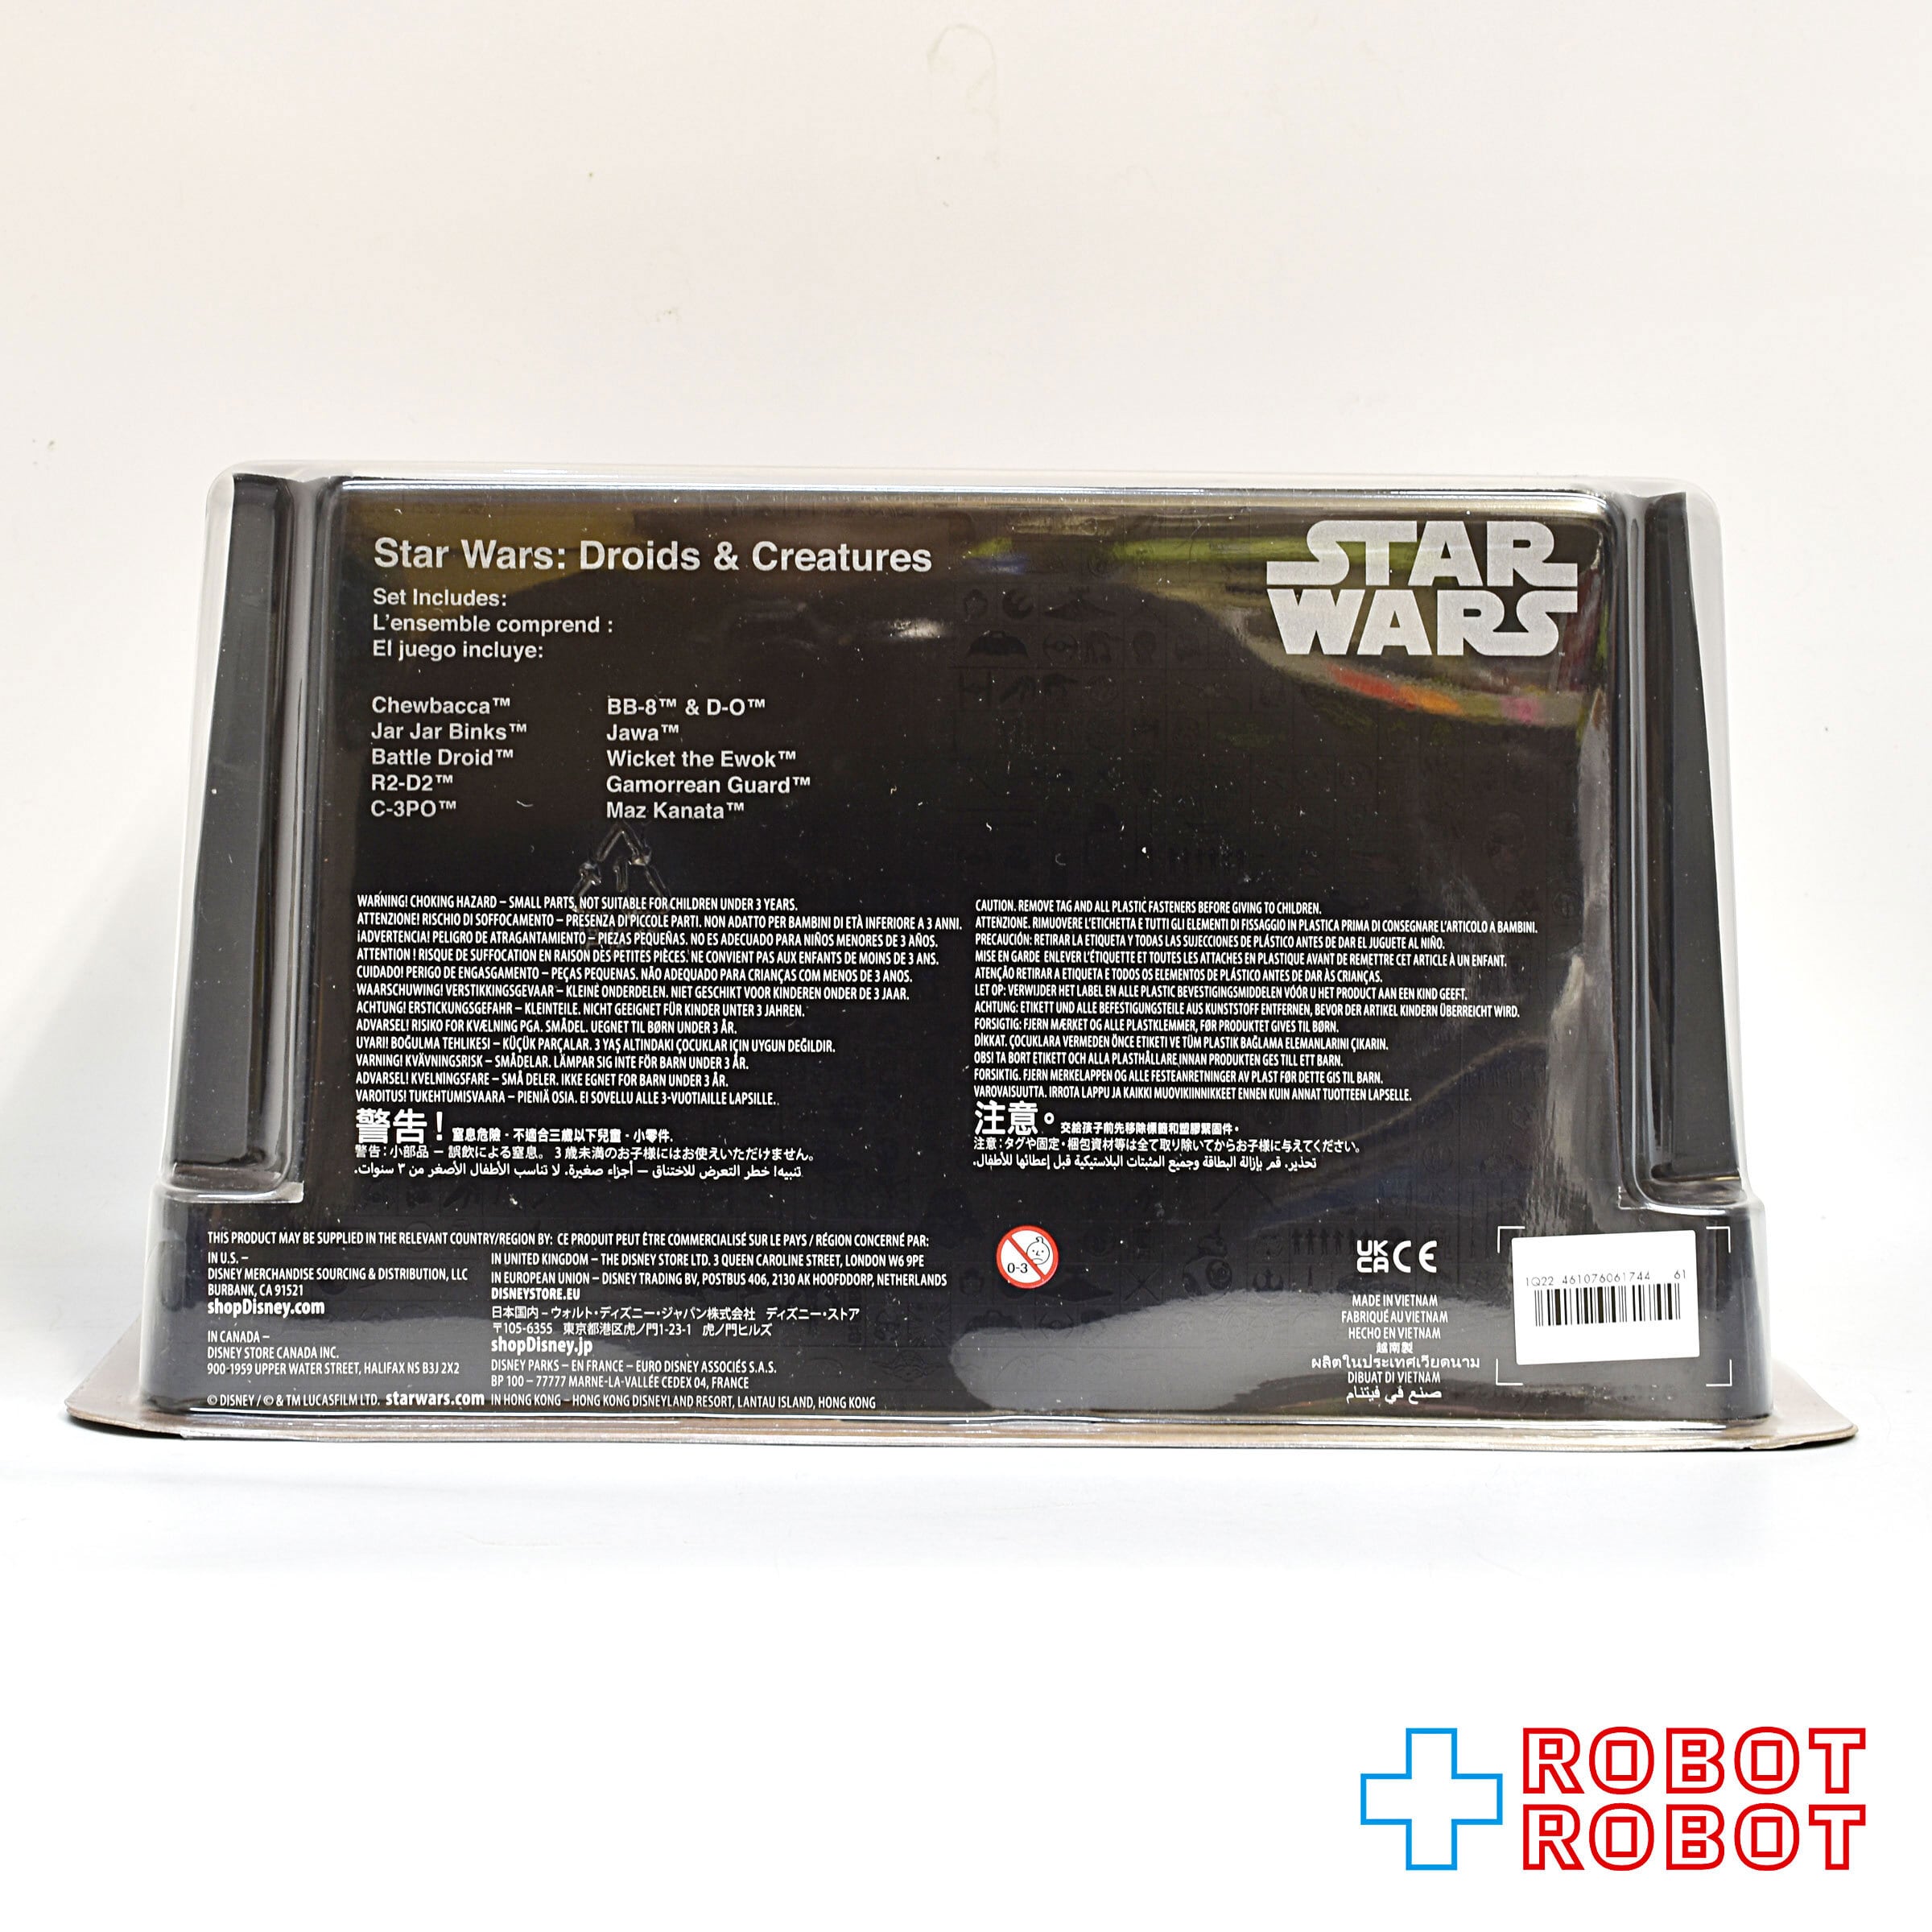 Star Wars: Droids & Creatures
STAR
WARS
Set Includes:
L'ensemble comprend :
El juego incluye:
Chewbacca™
Jar Jar Binks™
Battle Droid™
R2-D2™
C-3PO™
BB-8™ & D-O™
Jawa™
Wicket the Ewok™
Gamorrean Guard™
Maz Kanata™
WARNING! CHOKING HAZARD – SMALL PARTS, NOT SUITABLE FOR CHILDREN UNDER 3 YEARS.
ATTENZIONE! RISCHIO DI SOFFOCAMENTO – PRESENZA DI PICCOLE PARTI. NON ADATTO PER BAMBINI DI ETÀ INFERIORE A 3 ANNI.
¡ADVERTENCIA! PELIGRO DE ATRAGANTAMIENTO – PIEZAS PEQUEÑAS. NO ES ADECUADO PARA NIÑOS MENORES DE 3 AÑOS.
ATTENTION ! RISQUE DE SUFFOCATION EN RAISON DES PETITES PIÈCES. NE CONVIENT PAS AUX ENFANTS DE MOINS DE 3 ANS.
CUIDADO! PERIGO DE ENGASGAMENTO – PEÇAS PEQUENAS. NÃO ADEQUADO PARA CRIANÇAS COM MENOS DE 3 ANOS.
WAARSCHUWING! VERSTIKKINGSGEVAAR – KLEINE ONDERDELEN. NIET GESCHIKT VOOR KINDEREN ONDER DE 3 JAAR.
ACHTUNG! ERSTICKUNGSGEFAHR – KLEINTEILE. NICHT GEEIGNET FÜR KINDER UNTER 3 JAHREN.
ADVARSEL! RISIKO FOR KVÆLNING PGA. SMÅDEL. UEGNET TIL BØRN UNDER 3 ÅR.
UYARI! BOĞULMA TEHLIKESI – KÜÇÜK PARÇALAR. 3 YAŞ ALTINDAKI ÇOCUKLAR IÇIN UYGUN DEĞILDIR.
VARNING! KVÄVNINGSRISK – SMÅDELAR. LÄMPAR SIG INTE FÖR BARN UNDER 3 ÅR.
ADVARSEL! KVELNINGSFARE – SMÅ DELER. IKKE EGNET FOR BARN UNDER 3 ÅR.
VAROITUS! TUKEHTUMISVAARA – PIENIÄ OSIA. EI SOVELLU ALLE 3-VUOTIAILLE LAPSILLE.
警告! 窒息危險 - 不適合三歲以下兒童 - 小零件.
警告:小部品 — 誤飲による窒息。 3 歳未満のお子様にはお使えいただけません。
تنبيه! خطر التعرض للاختناق – أجزاء صغيرة. لا تناسب الأطفال الأصغر من ٣ سنوات.
CAUTION. REMOVE TAG AND ALL PLASTIC FASTENERS BEFORE GIVING TO CHILDREN.
ATTENZIONE. RIMUOVERE L'ETICHETTA E TUTTI GLI ELEMENTI DI FISSAGGIO IN PLASTICA PRIMA DI CONSEGNARE L'ARTICOLO A BAMBINI.
PRECAUCIÓN: RETIRAR LA ETIQUETA Y TODAS LAS SUJECCIONES DE PLÁSTICO ANTES DE DAR EL JUGUETE AL NIÑO.
MISE EN GARDE ENLEVER L'ÉTIQUETTE ET TOUTES LES ATTACHES EN PLASTIQUE AVANT DE REMETTRE CET ARTICLE À UN ENFANT.
ATENÇÃO RETIRAR A ETIQUETA E TODOS OS ELEMENTOS DE PLÁSTICO ANTES DE DAR ÀS CRIANÇAS.
LET OP: VERWIJDER HET LABEL EN ALLE PLASTIC BEVESTIGINGSMIDDELEN VÓÓR U HET PRODUCT AAN EEN KIND GEEFT.
ACHTUNG: ETIKETT UND ALLE BEFESTIGUNGSTEILE AUS KUNSTSTOFF ENTFERNEN, BEVOR DER ARTIKEL KINDERN ÜBERREICHT WIRD.
FORSIGTIG: FJERN MÆRKET OG ALLE PLASTKLEMMER, FØR PRODUKTET GIVES TIL BØRN.
DİKKAT. ÇOCUKLARA VERMEDEN ÖNCE ETIKETI VE TÜM PLASTIK BAĞLAMA ELEMANLARINI ÇIKARIN.
OBS! TA BORT ETIKETT OCH ALLA PLASTHÅLLARE INNAN PRODUKTEN GES TILL ETT BARN.
FORSIKTIG. FJERN MERKELAPPEN OG ALLE FESTEANRETNINGER AV PLAST FØR DETTE GIS TIL BARN.
VAROVAISUUTTA. IRROTA LAPPU JA KAIKKI MUOVIKIINNIKKEET ENNEN KUIN ANNAT TUOTTEEN LAPSELLE.
注意。 交給孩子前先移除標籤和塑膠緊固件。
注意:タグや固定・梱包資材等は全て取り除いてからお子様に与えてください。
تحذير. قم بإزالة البطاقة وجميع المثبتات البلاستيكية قبل إعطائها للأطفال.
THIS PRODUCT MAY BE SUPPLIED IN THE RELEVANT COUNTRY/REGION BY: CE PRODUIT PEUT ÊTRE COMMERCIALISÉ SUR LE PAYS / RÉGION CONCERNÉ PAR:
IN U.S. –
DISNEY MERCHANDISE SOURCING & DISTRIBUTION, LLC
BURBANK, CA 91521
shopDisney.com
IN CANADA –
DISNEY STORE CANADA INC.
900-1959 UPPER WATER STREET, HALIFAX NS B3J 2X2
© DISNEY / © & TM LUCASFILM LTD. starwars.com
IN UNITED KINGDOM – THE DISNEY STORE LTD. 3 QUEEN CAROLINE STREET, LONDON W6 9PE
IN EUROPEAN UNION – DISNEY TRADING BV, POSTBUS 406, 2130 AK HOOFDDORP, NETHERLANDS
DISNEYSTORE.EU
日本国内 – ウォルト・ディズニー・ジャパン株式会社 ディズニー・ストア
〒105-6355 東京都港区虎ノ門1-23-1 虎ノ門ヒルズ
shopDisney.jp
DISNEY PARKS – EN FRANCE – EURO DISNEY ASSOCIÉS S.A.S.
BP 100 – 77777 MARNE-LA-VALLÉE CEDEX 04, FRANCE
IN HONG KONG – HONG KONG DISNEYLAND RESORT, LANTAU ISLAND, HONG KONG
0-3
UK CA CE
MADE IN VIETNAM
FABRIQUÉ AU VIETNAM
HECHO EN VIETNAM
越南製
ผลิตในประเทศเวียดนาม
DIBUAT DI VIETNAM
صنع في فيتنام
1Q22 461076061744 61
ROBOT
ROBOT